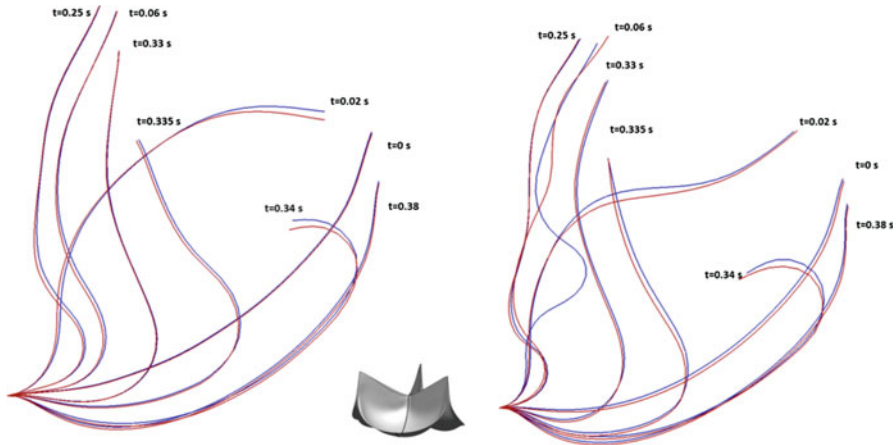 t=0.25 s
t=0.06 s
t=0.33 s
t=0.335 s
t=0.02 s
t=0 s
t=0.34 s
t=0.38
t=0.25 s
t=0.06 s
t=0.33 s
t=0.335 s
t=0.02 s
t=0 s
t=0.38 s
t=0.34 s